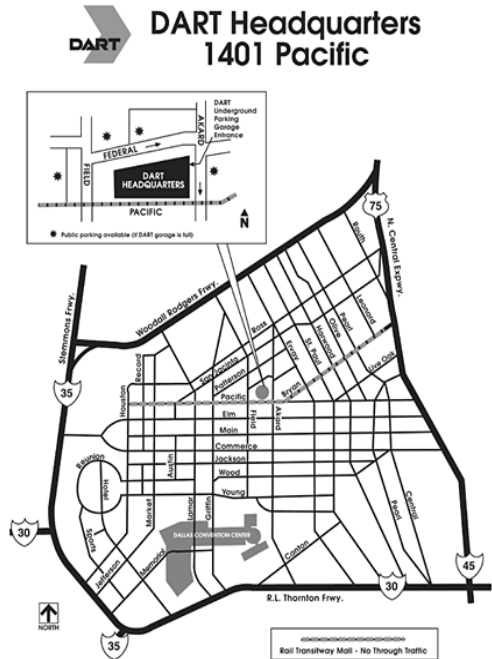 DART
DART Headquarters
1401 Pacific
DART
Underground
Parking
Garage
Entrance
AKARD
FEDERAL
FIELD
DART
HEADQUARTERS
PACIFIC
N
Public parking available (if DART garage is full)
75
N. Central Expwy.
Woodall Rodgers Frwy.
Stemmons Frwy.
35
Routh
Leonard
Pearl
Olive
Harwood
St. Paul
Ervay
Ross
San Jacinto
Patterson
Live Oak
Bryan
Record
Houston
Pacific
Elm
Field
Akard
Main
Commerce
Jackson
Austin
Wood
Young
Reunion
Hotel
Sports
Market
Lamar
Griffin
Jefferson
Memorial
DALLAS CONVENTION CENTER
Canton
Pearl
Central
30
30
45
R.L. Thornton Frwy.
35
NORTH
Rail Transitway Mall - No Through Traffic